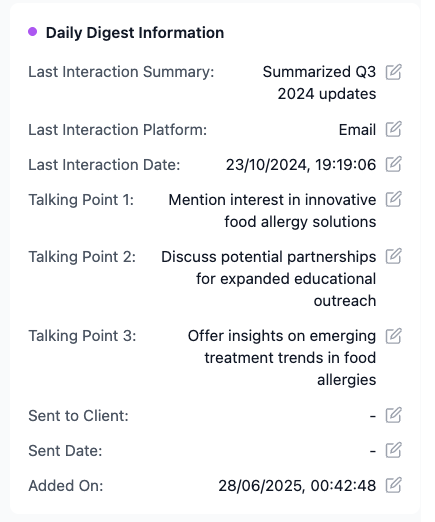 Daily Digest Information
Last Interaction Summary: Summarized Q3
2024 updates
Last Interaction Platform: Email
Last Interaction Date: 23/10/2024, 19:19:06
Talking Point 1: Mention interest in innovative
food allergy solutions
Talking Point 2: Discuss potential partnerships
for expanded educational
outreach
Talking Point 3: Offer insights on emerging
treatment trends in food
allergies
Sent to Client: -
Sent Date: -
Added On: 28/06/2025, 00:42:48